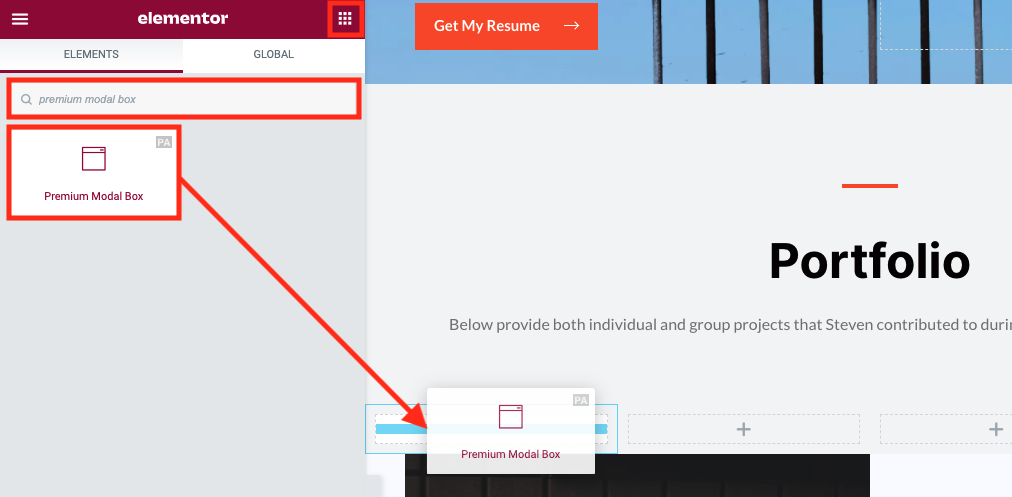 elementor
ELEMENTS
GLOBAL
premium modal box
PA
Premium Modal Box
Get My Resume
Portfolio
Below provide both individual and group projects that Steven contributed to
PA
Premium Modal Box